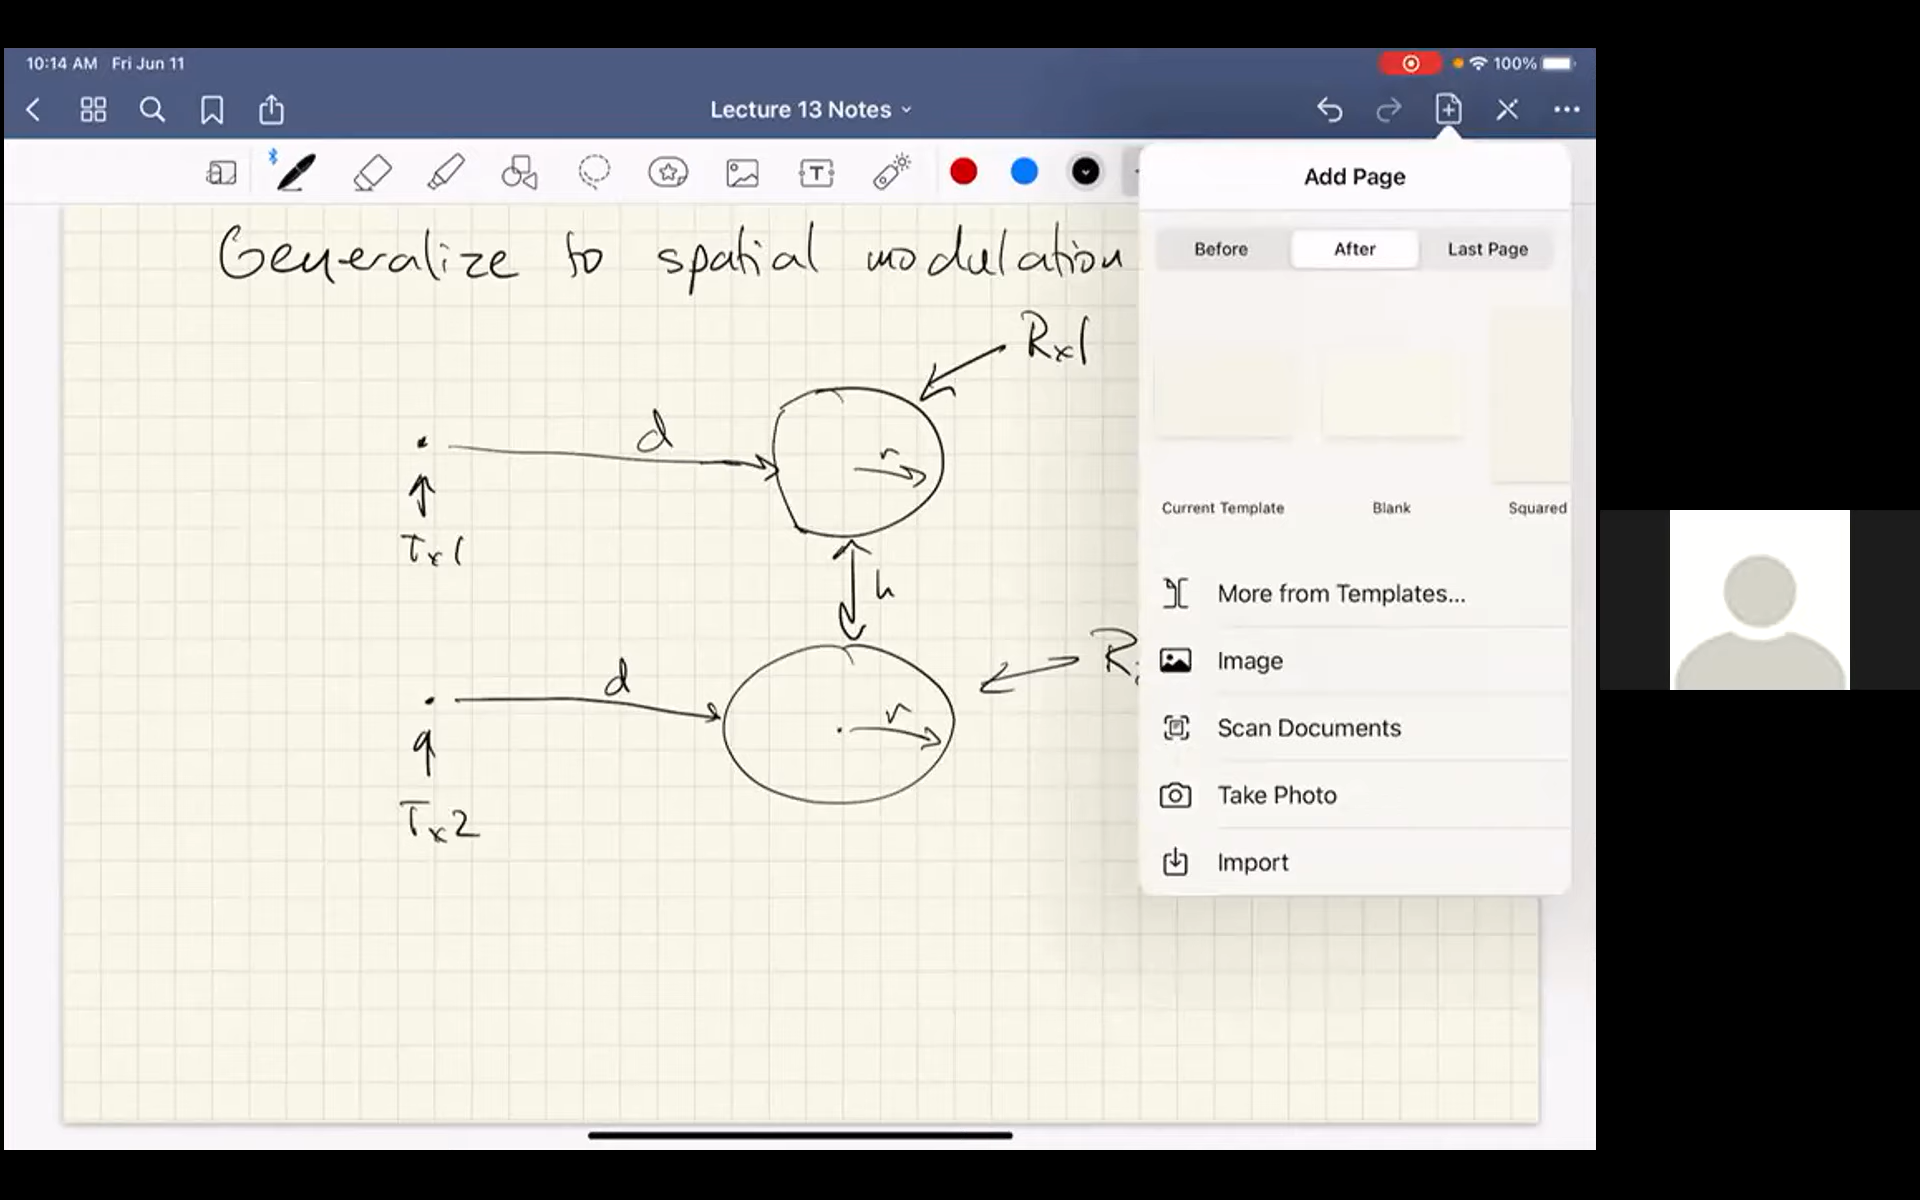 10:14 AM Fri Jun 11
100%
Lecture 13 Notes
Add Page
Before After Last Page
Generalize to spatial modulation
Rx1
d
r
Tx1
h
d
r
R
Tx2
Current Template Blank Squared
More from Templates...
Image
Scan Documents
Take Photo
Import